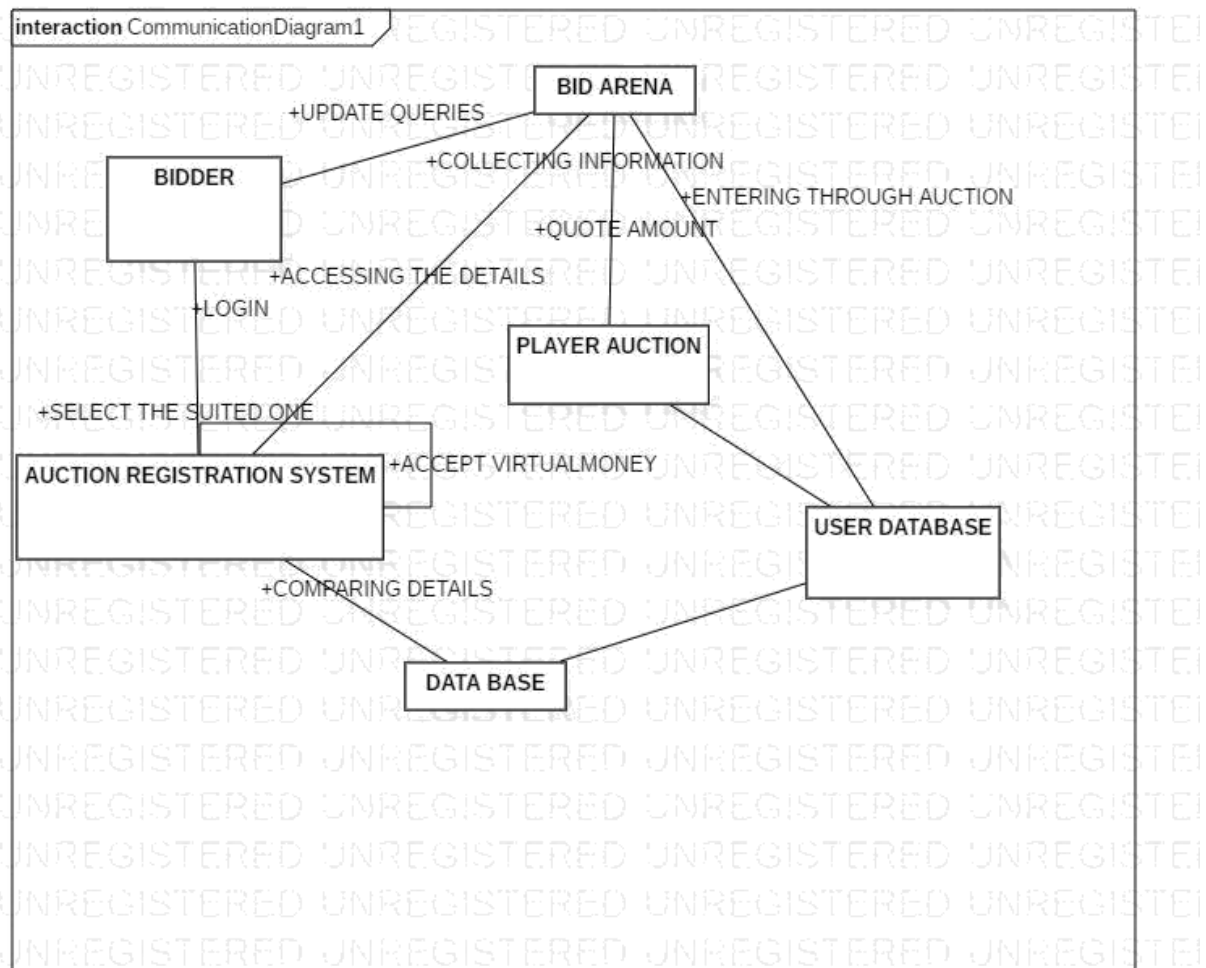 interaction CommunicationDiagram1
BID ARENA
+UPDATE QUERIES
+COLLECTING INFORMATION
BIDDER
+ENTERING THROUGH AUCTION
+QUOTE AMOUNT
+ACCESSING THE DETAILS
+LOGIN
PLAYER AUCTION
+SELECT THE SUITED ONE
+ACCEPT VIRTUALMONEY
AUCTION REGISTRATION SYSTEM
USER DATABASE
+COMPARING DETAILS
DATA BASE
UNREGISTERED